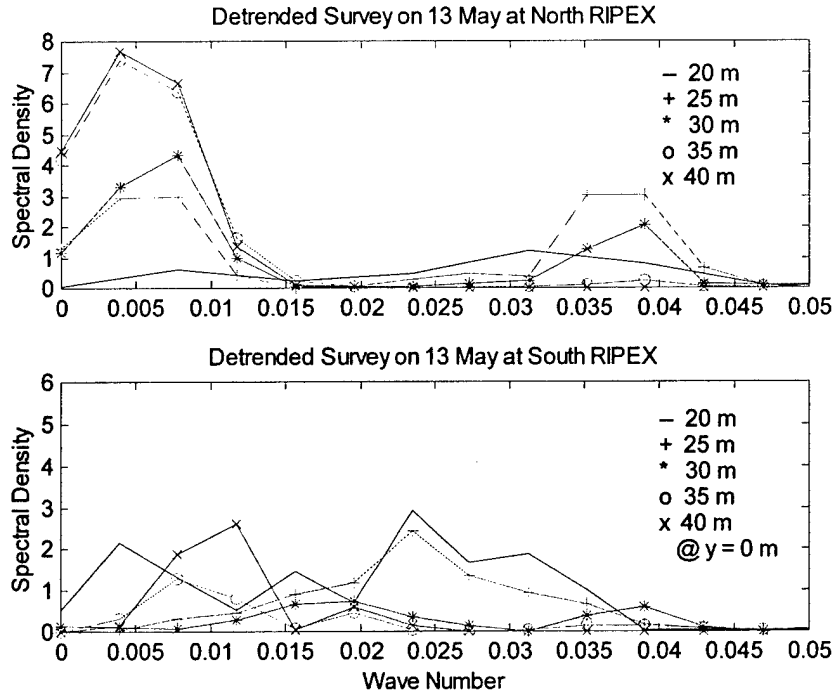 Detrended Survey on 13 May at North RIPEX
Spectral Density
8
7
6
5
4
3
2
1
0
– 20 m
+ 25 m
* 30 m
o 35 m
x 40 m
0 0.005 0.01 0.015 0.02 0.025 0.03 0.035 0.04 0.045 0.05
Detrended Survey on 13 May at South RIPEX
Spectral Density
6
5
4
3
2
1
0
– 20 m
+ 25 m
* 30 m
o 35 m
x 40 m
@ y = 0 m
0 0.005 0.01 0.015 0.02 0.025 0.03 0.035 0.04 0.045 0.05
Wave Number